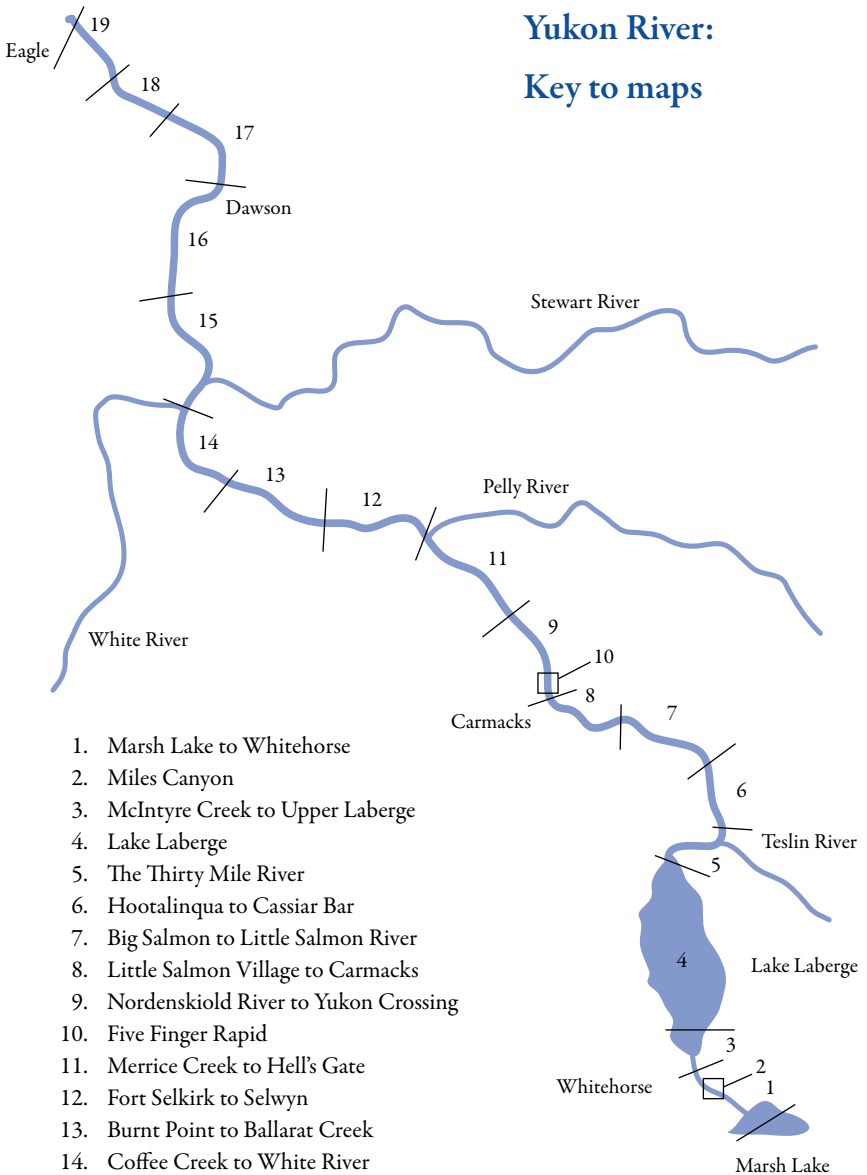 Yukon River:
Key to maps
19
Eagle
18
17
Dawson
16
Stewart River
15
14
13
12
Pelly River
11
9
White River
10
8
Carmacks
7
6
Teslin River
5
4
Lake Laberge
3
2
Whitehorse
1
Marsh Lake
1. Marsh Lake to Whitehorse
2. Miles Canyon
3. McIntyre Creek to Upper Laberge
4. Lake Laberge
5. The Thirty Mile River
6. Hootalinqua to Cassiar Bar
7. Big Salmon to Little Salmon River
8. Little Salmon Village to Carmacks
9. Nordenskiold River to Yukon Crossing
10. Five Finger Rapid
11. Merrice Creek to Hell's Gate
12. Fort Selkirk to Selwyn
13. Burnt Point to Ballarat Creek
14. Coffee Creek to White River